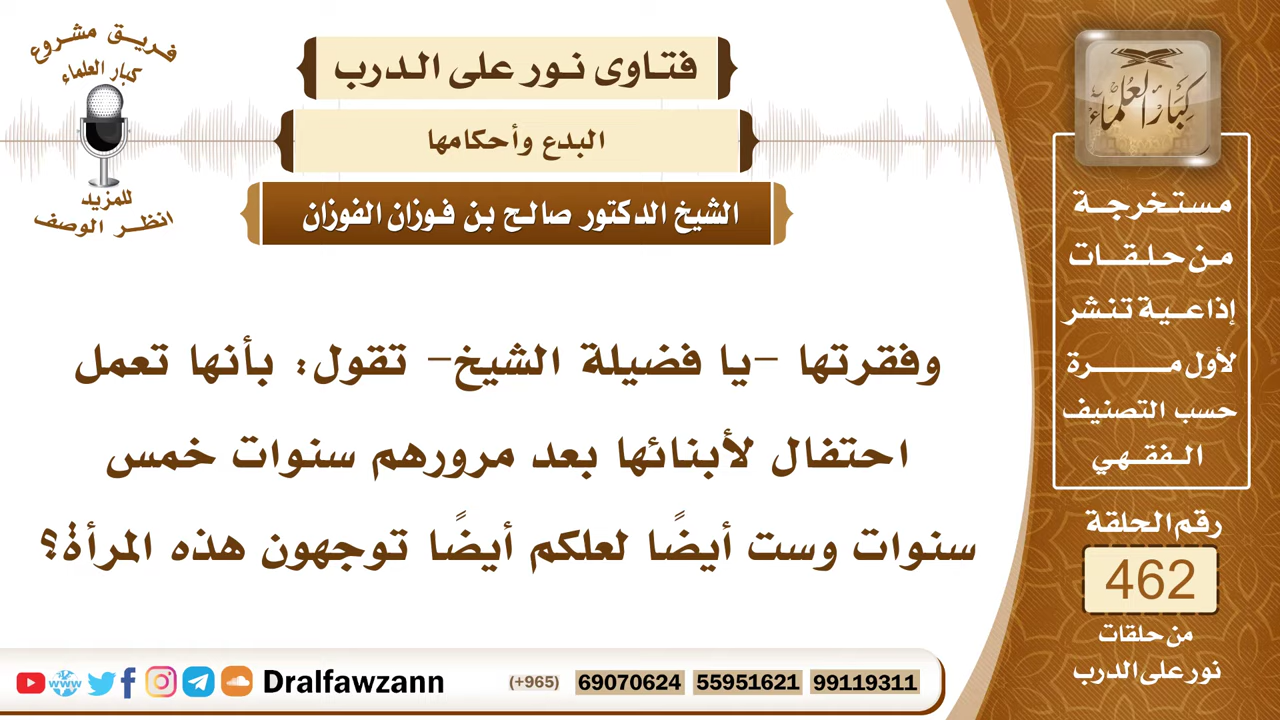 فريق مشروع
كبار العلماء
للمزيد
انظر الوصف
فتاوى نور على الدرب
البدع وأحكامها
الشيخ الدكتور صالح بن فوزان الفوزان
وفقرتها -يا فضيلة الشيخ- تقول: بأنها تعمل
احتفال لأبنائها بعد مرورهم سنوات خمس
سنوات وست أيضًا لعلكم أيضًا توجهون هذه المرأة؟
كبار العلماء
مستخرجة
من حلقات
إذاعية تنشر
لأول مرة
حسب التصنيف
الفقهي
رقم الحلقة
462
من حلقات
نور على الدرب
www
Dralfawzann
(+965) 69070624 55951621 99119311